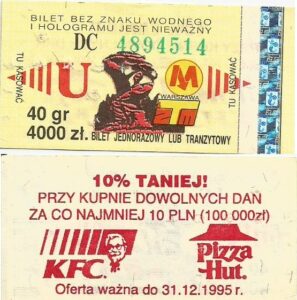 BILET BEZ ZNAKU WODNEGO
I HOLOGRAMU JEST NIEWAŻNY
DC 4894514
TU KASOWAĆ
U
M
WARSZAWA
TU KASOWAĆ
40 gr
4000 zł.
ZM
BILET JEDNORAZOWY LUB TRANZYTOWY
10% TANIEJ!
PRZY KUPNIE DOWOLNYCH DAN
ZA CO NAJMNIEJ 10 PLN (100 000zł)
KFC
Pizza
Hut
Oferta ważna do 31.12.1995 r.